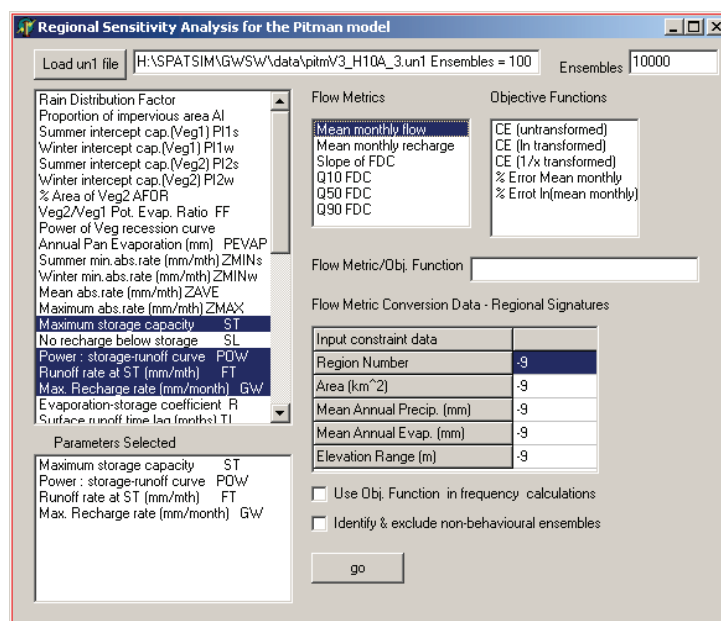 Regional Sensitivity Analysis for the Pitman model
Load un1 file
H:\SPATSIM\GWSW\data\pitmV3_H10A_3.un1 Ensembles = 100
Ensembles
10000
Rain Distribution Factor
Proportion of impervious area AI
Summer intercept cap.(Veg1) PI1s
Winter intercept cap.(Veg1) PI1w
Summer intercept cap.(Veg2) PI2s
Winter intercept cap.(Veg2) PI2w
% Area of Veg2 AFOR
Veg2/Veg1 Pot. Evap. Ratio FF
Power of Veg recession curve
Annual Pan Evaporation (mm) PEVAP
Summer min.abs.rate (mm/mth) ZMINs
Winter min.abs.rate (mm/mth) ZMINw
Mean abs.rate (mm/mth) ZAVE
Maximum abs.rate (mm/mth) ZMAX
Maximum storage capacity ST
No recharge below storage SL
Power : storage-runoff curve POW
Runoff rate at ST (mm/mth) FT
Max. Recharge rate (mm/month) GW
Evaporation-storage coefficient R
Surface runoff time lag (mnths) TL
Parameters Selected
Maximum storage capacity ST
Power : storage-runoff curve POW
Runoff rate at ST (mm/mth) FT
Max. Recharge rate (mm/month) GW
Flow Metrics
Mean monthly flow
Mean monthly recharge
Slope of FDC
Q10 FDC
Q50 FDC
Q90 FDC
Objective Functions
CE (untransformed)
CE (ln transformed)
CE (1/x transformed)
% Error Mean monthly
% Errot ln(mean monthly)
Flow Metric/Obj. Function
Flow Metric Conversion Data - Regional Signatures
Input constraint data
Region Number -9
Area (km^2) -9
Mean Annual Precip. (mm) -9
Mean Annual Evap. (mm) -9
Elevation Range (m) -9
Use Obj. Function in frequency calculations
Identify & exclude non-behavioural ensembles
go